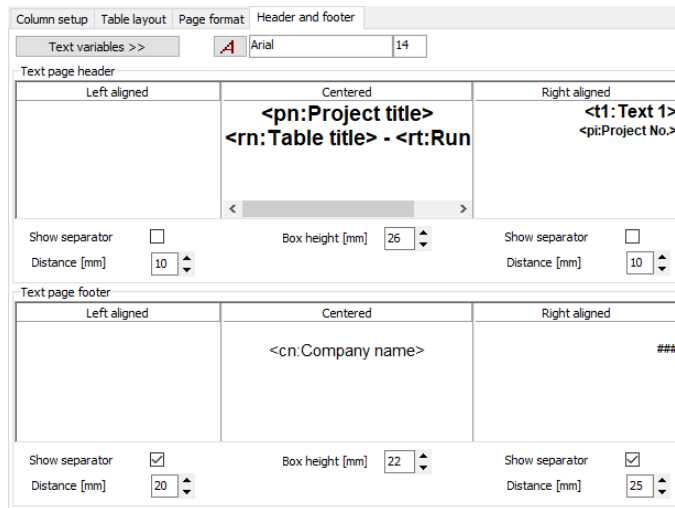 Column setup Table layout Page format Header and footer
Text variables >> A Arial 14
Text page header
Left aligned Centered Right aligned
<pn:Project title> <t1:Text 1>
<rn:Table title> - <rt:Run <pi:Project No.>
Show separator Box height [mm] 26 Show separator
Distance [mm] 10 Distance [mm] 10
Text page footer
Left aligned Centered Right aligned
<cn:Company name> ###
Show separator Box height [mm] 22 Show separator
Distance [mm] 20 Distance [mm] 25